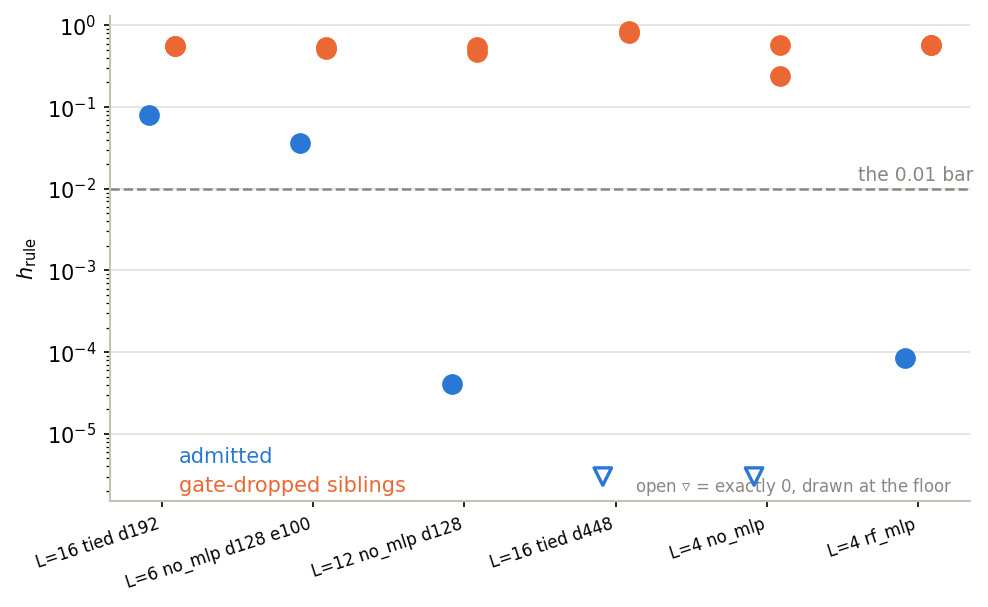 10⁰
10⁻¹
the 0.01 bar
10⁻²
h_rule
10⁻³
10⁻⁴
10⁻⁵
admitted
gate-dropped siblings
open ▿ = exactly 0, drawn at the floor
L=16 tied d192
L=6 no_mlp d128 e100
L=12 no_mlp d128
L=16 tied d448
L=4 no_mlp
L=4 rf_mlp